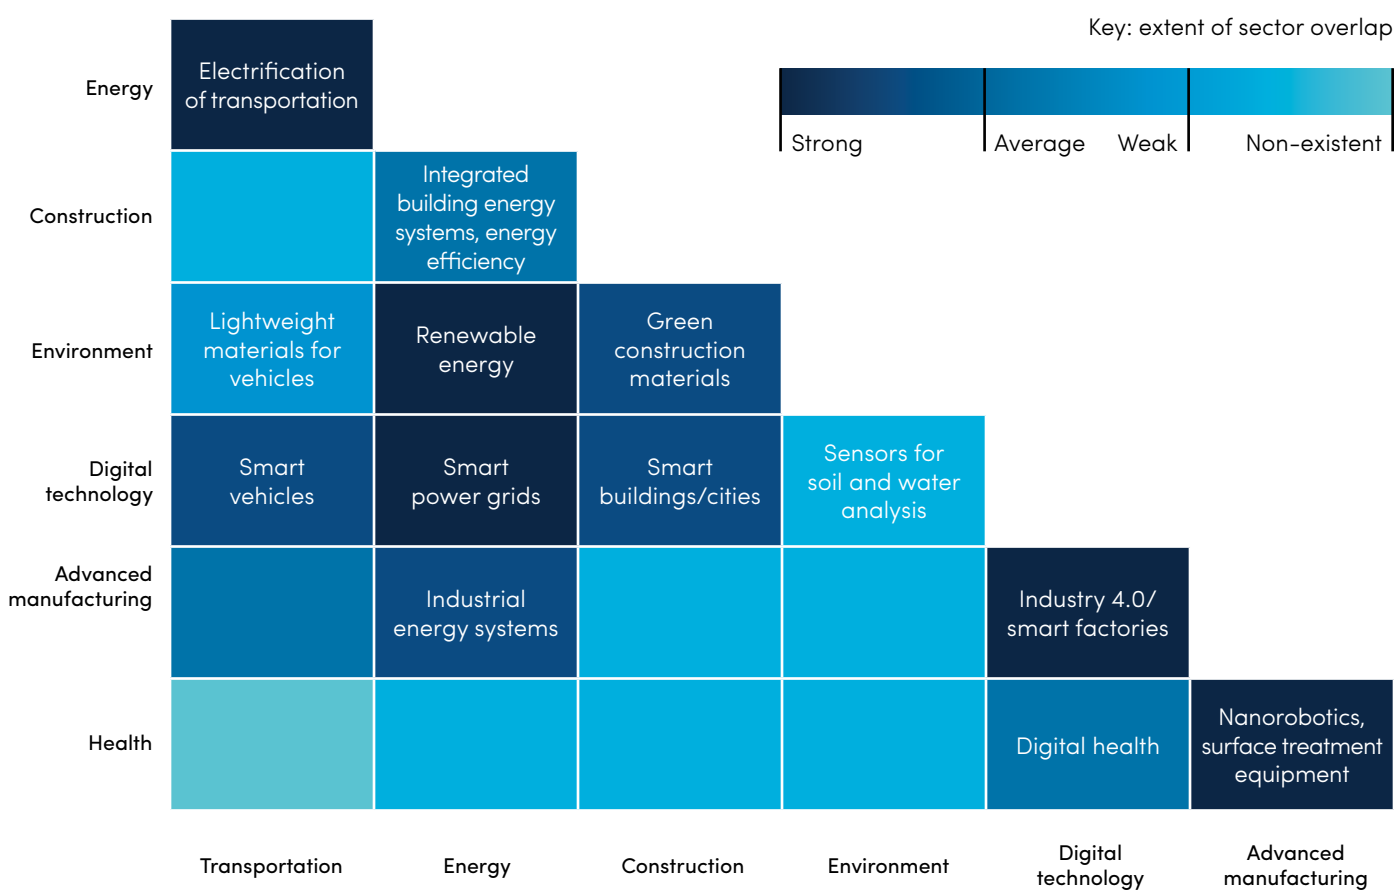 Key: extent of sector overlap
Strong
Average
Weak
Non-existent
Energy
Electrification
of transportation
Construction
Integrated
building energy
systems, energy
efficiency
Environment
Lightweight
materials for
vehicles
Renewable
energy
Green
construction
materials
Digital
technology
Smart
vehicles
Smart
power grids
Smart
buildings/cities
Sensors for
soil and water
analysis
Advanced
manufacturing
Industrial
energy systems
Industry 4.0/
smart factories
Health
Digital health
Nanorobotics,
surface treatment
equipment
Transportation
Energy
Construction
Environment
Digital
technology
Advanced
manufacturing